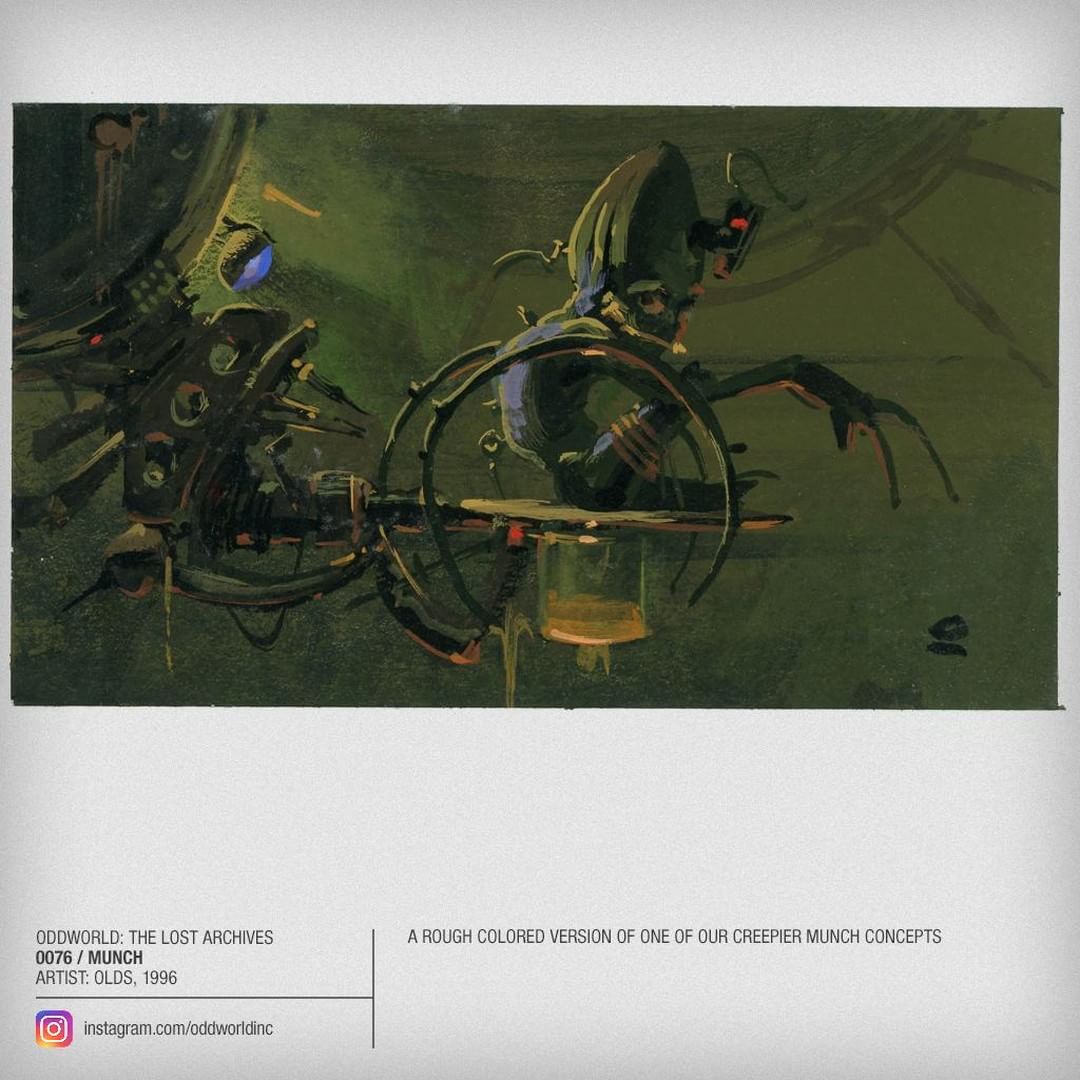 ODDWORLD: THE LOST ARCHIVES
0076 / MUNCH
ARTIST: OLDS, 1996
instagram.com/oddworldinc
A ROUGH COLORED VERSION OF ONE OF OUR CREEPIER MUNCH CONCEPTS